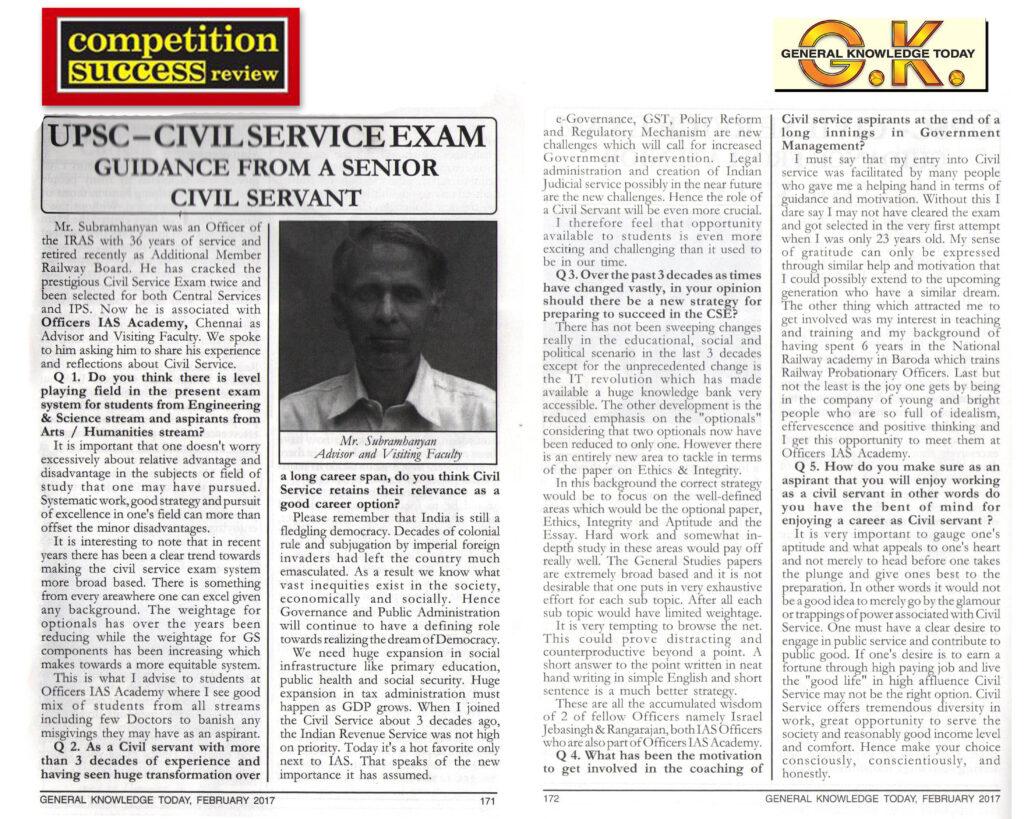 competition
success review
GENERAL KNOWLEDGE TODAY
G.K.
UPSC–CIVIL SERVICE EXAM
GUIDANCE FROM A SENIOR
CIVIL SERVANT
Mr. Subramhanyan was an Officer of
the IRAS with 36 years of service and
retired recently as Additional Member
Railway Board. He has cracked the
prestigious Civil Service Exam twice and
been selected for both Central Services
and IPS. Now he is associated with
Officers IAS Academy, Chennai as
Advisor and Visiting Faculty. We spoke
to him asking him to share his experience
and reflections about Civil Service.
Q 1. Do you think there is level
playing field in the present exam
system for students from Engineering
& Science stream and aspirants from
Arts / Humanities stream?
It is important that one doesn't worry
excessively about relative advantage and
disadvantage in the subjects or field of
study that one may have pursued.
Systematic work, good strategy and pursuit
of excellence in one's field can more than
offset the minor disadvantages.
It is interesting to note that in recent
years there has been a clear trend towards
making the civil service exam system
more broad based. There is something
from every areawhere one can excel given
any background. The weightage for
optionals has over the years been
reducing while the weightage for GS
components has been increasing which
makes towards a more equitable system.
This is what I advise to students at
Officers IAS Academy where I see good
mix of students from all streams
including few Doctors to banish any
misgivings they may have as an aspirant.
Q 2. As a Civil servant with more
than 3 decades of experience and
having seen huge transformation over
Mr. Subrambanyan
Advisor and Visiting Faculty
a long career span, do you think Civil
Service retains their relevance as a
good career option?
Please remember that India is still a
fledgling democracy. Decades of colonial
rule and subjugation by imperial foreign
invaders had left the country much
emasculated. As a result we know what
vast inequities exist in the society,
economically and socially. Hence
Governance and Public Administration
will continue to have a defining role
towards realizing the dream of Democracy.
We need huge expansion in social
infrastructure like primary education,
public health and social security. Huge
expansion in tax administration must
happen as GDP grows. When I joined
the Civil Service about 3 decades ago,
the Indian Revenue Service was not high
on priority. Today it's a hot favorite only
next to IAS. That speaks of the new
importance it has assumed.
GENERAL KNOWLEDGE TODAY, FEBRUARY 2017
171
e-Governance, GST, Policy Reform
and Regulatory Mechanism are new
challenges which will call for increased
Government intervention. Legal
administration and creation of Indian
Judicial service possibly in the near future
are the new challenges. Hence the role of
a Civil Servant will be even more crucial.
I therefore feel that opportunity
available to students is even more
exciting and challenging than it used to
be in our time.
Q 3. Over the past 3 decades as times
have changed vastly, in your opinion
should there be a new strategy for
preparing to succeed in the CSE?
There has not been sweeping changes
really in the educational, social and
political scenario in the last 3 decades
except for the unprecedented change is
the IT revolution which has made
available a huge knowledge bank very
accessible. The other development is the
reduced emphasis on the "optionals"
considering that two optionals now have
been reduced to only one. However there
is an entirely new area to tackle in terms
of the paper on Ethics & Integrity.
In this background the correct strategy
would be to focus on the well-defined
areas which would be the optional paper,
Ethics, Integrity and Aptitude and the
Essay. Hard work and somewhat in-
depth study in these areas would pay off
really well. The General Studies papers
are extremely broad based and it is not
desirable that one puts in very exhaustive
effort for each sub topic. After all each
sub topic would have limited weightage.
It is very tempting to browse the net.
This could prove distracting and
counterproductive beyond a point. A
short answer to the point written in neat
hand writing in simple English and short
sentence is a much better strategy.
These are all the accumulated wisdom
of 2 of fellow Officers namely Israel
Jebasingh & Rangarajan, both IAS Officers
who are also part of Officers IAS Academy.
Q 4. What has been the motivation
to get involved in the coaching of
Civil service aspirants at the end of a
long innings in Government
Management?
I must say that my entry into Civil
service was facilitated by many people
who gave me a helping hand in terms of
guidance and motivation. Without this I
dare say I may not have cleared the exam
and got selected in the very first attempt
when I was only 23 years old. My sense
of gratitude can only be expressed
through similar help and motivation that
I could possibly extend to the upcoming
generation who have a similar dream.
The other thing which attracted me to
get involved was my interest in teaching
and training and my background of
having spent 6 years in the National
Railway academy in Baroda which trains
Railway Probationary Officers. Last but
not the least is the joy one gets by being
in the company of young and bright
people who are so full of idealism,
effervescence and positive thinking and
I get this opportunity to meet them at
Officers IAS Academy.
Q 5. How do you make sure as an
aspirant that you will enjoy working
as a civil servant in other words do
you have the bent of mind for
enjoying a career as Civil servant ?
It is very important to gauge one's
aptitude and what appeals to one's heart
and not merely to head before one takes
the plunge and give ones best to the
preparation. In other words it would not
be a good idea to merely go by the glamour
or trappings of power associated with Civil
Service. One must have a clear desire to
engage in public service and contribute to
public good. If one's desire is to earn a
fortune through high paying job and live
the "good life" in high affluence Civil
Service may not be the right option. Civil
Service offers tremendous diversity in
work, great opportunity to serve the
society and reasonably good income level
and comfort. Hence make your choice
consciously, conscientiously, and
honestly.
172
GENERAL KNOWLEDGE TODAY, FEBRUARY 2017